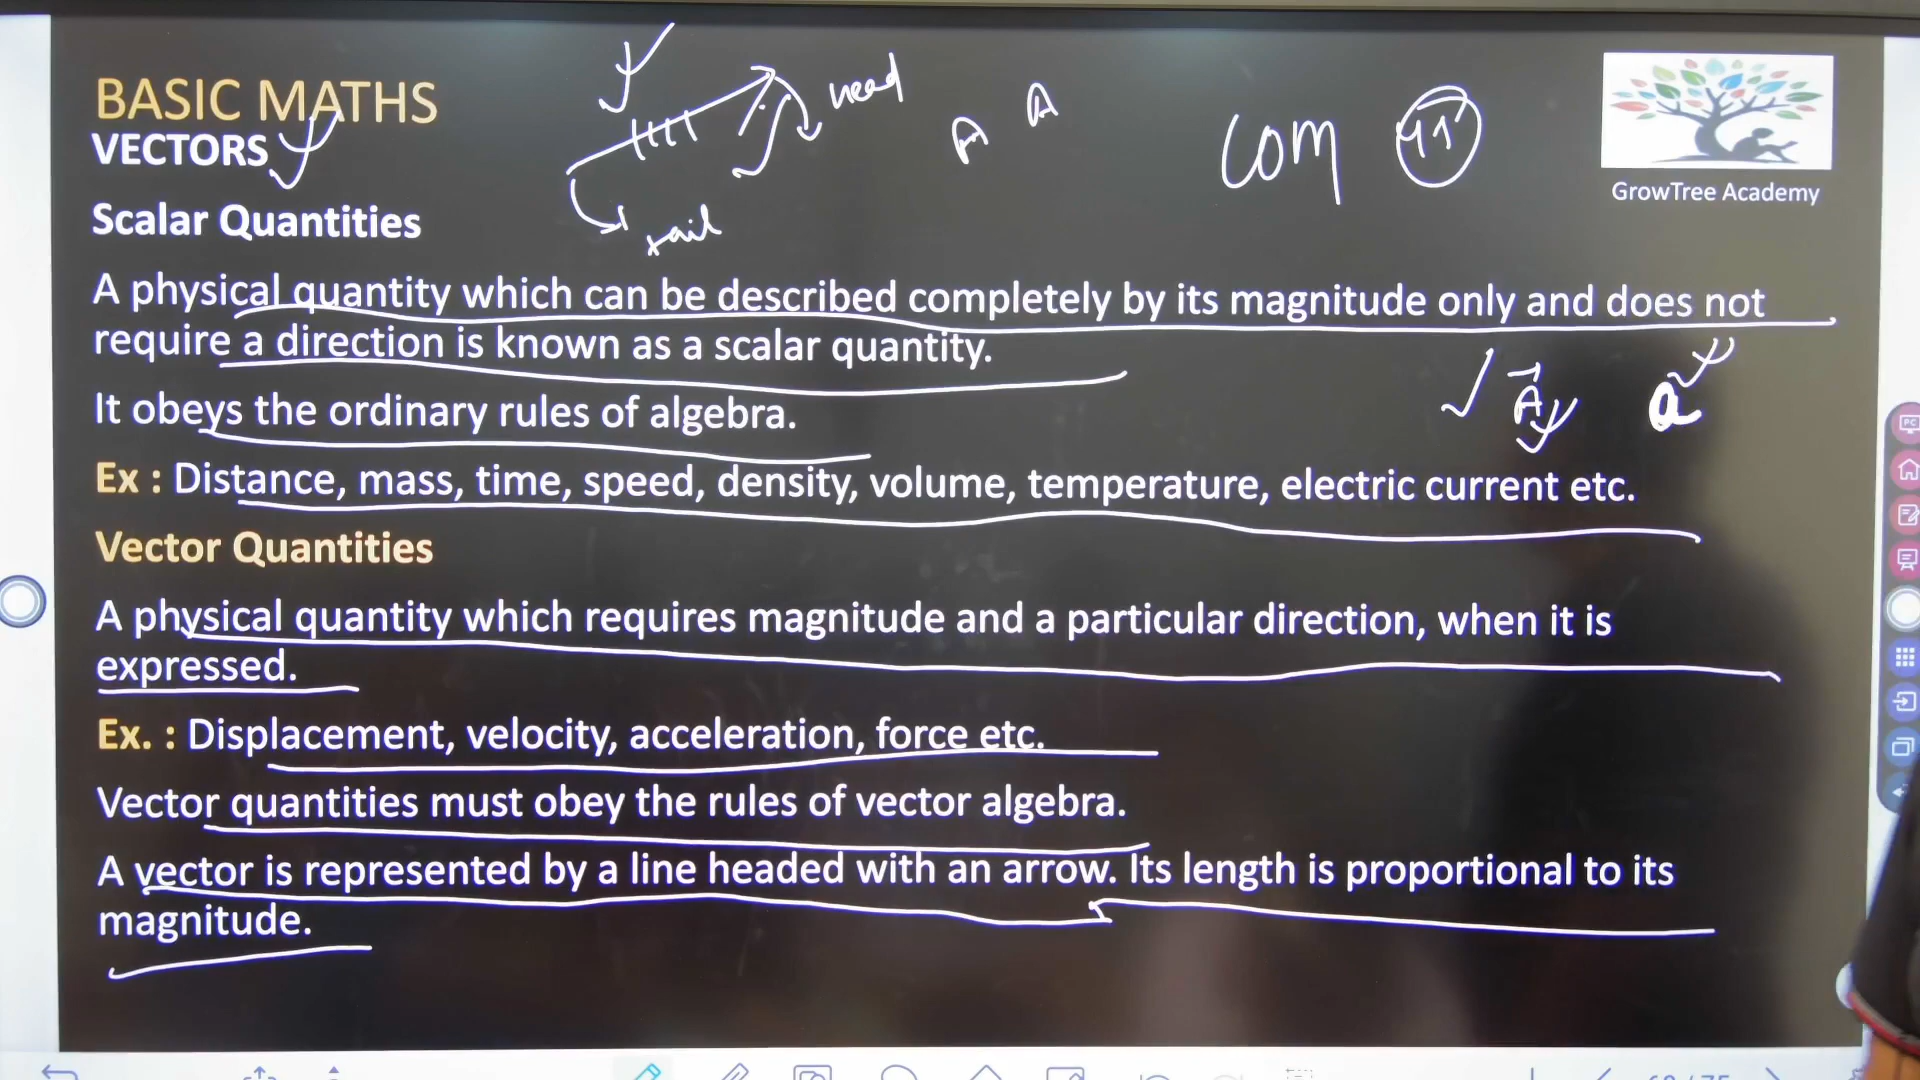 BASIC MATHS
VECTORS
head
A A
com
GrowTree Academy
Scalar Quantities
A physical quantity which can be described completely by its magnitude only and does not
require a direction is known as a scalar quantity.
A
a
It obeys the ordinary rules of algebra.
Ex : Distance, mass, time, speed, density, volume, temperature, electric current etc.
Vector Quantities
A physical quantity which requires magnitude and a particular direction, when it is
expressed.
Ex. : Displacement, velocity, acceleration, force etc.
Vector quantities must obey the rules of vector algebra.
A vector is represented by a line headed with an arrow. Its length is proportional to its
magnitude.